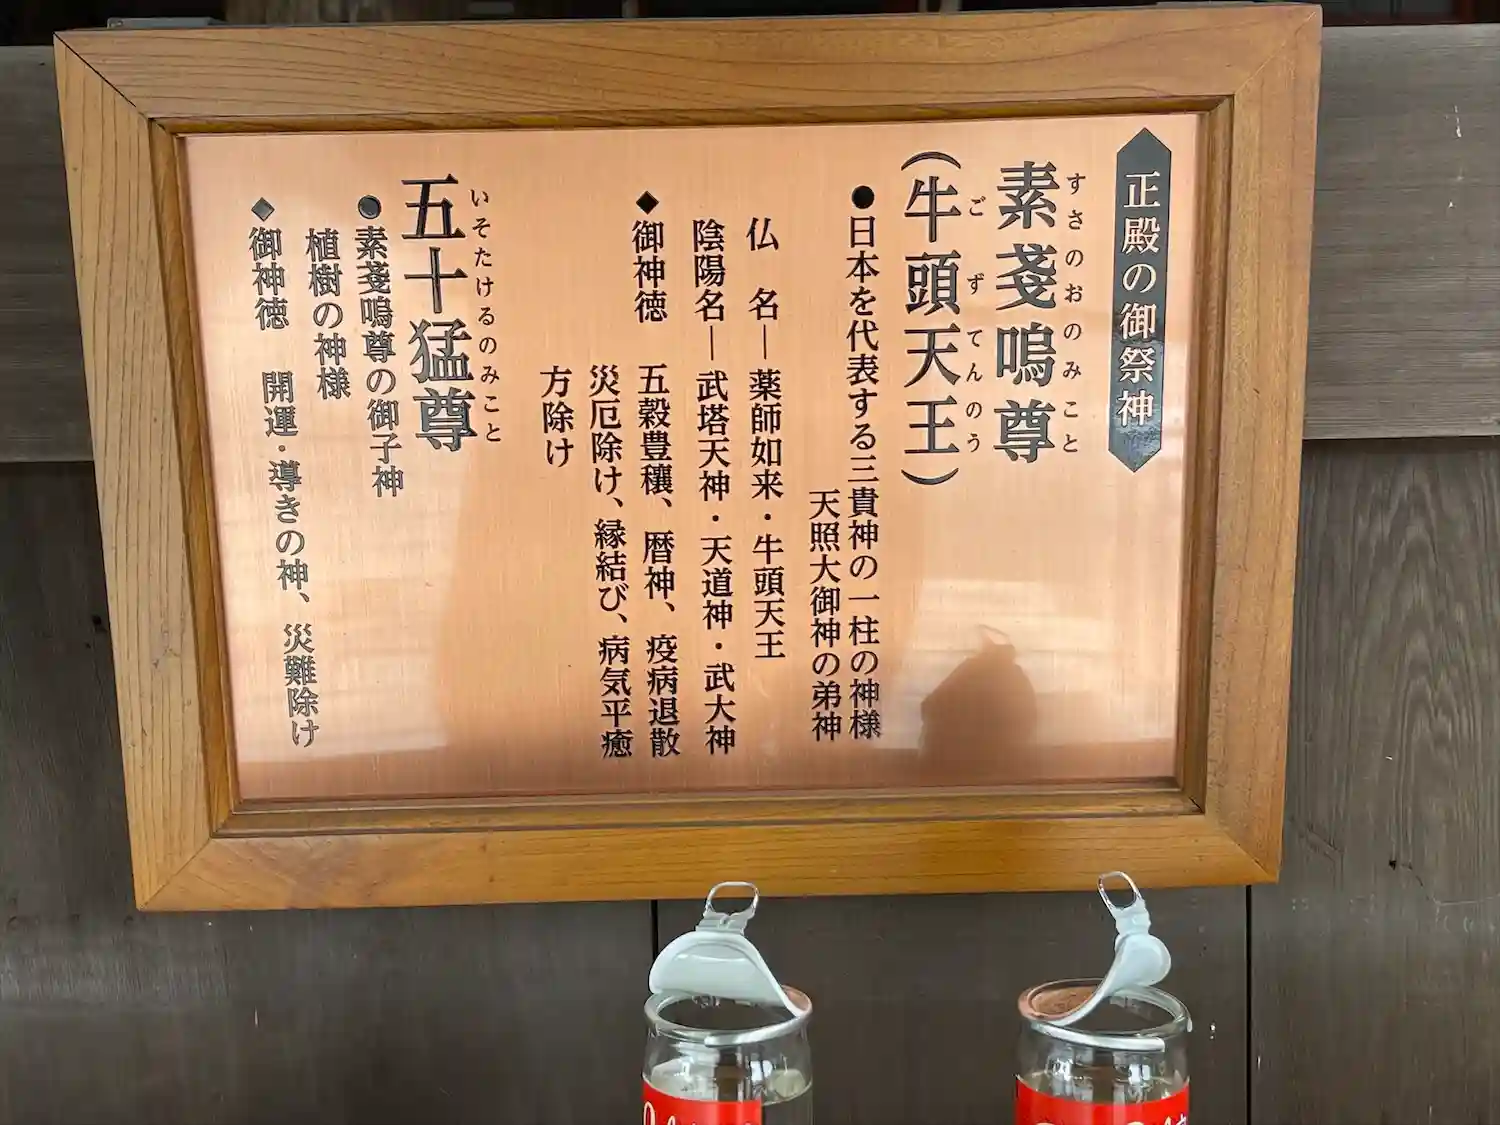 正殿の御祭神
素戔嗚尊
すさのおのみこと
(牛頭天王)
ごずてんのう
●日本を代表する三貴神の一柱の神様
天照大御神の弟神
仏 名―薬師如来・牛頭天王
陰陽名―武塔天神・天道神・武大神
◆御神徳 五穀豊穣、暦神、疫病退散
災厄除け、縁結び、病気平癒
方除け
五十猛尊
いそたけるのみこと
●素戔嗚尊の御子神
植樹の神様
◆御神徳 開運・導きの神、災難除け